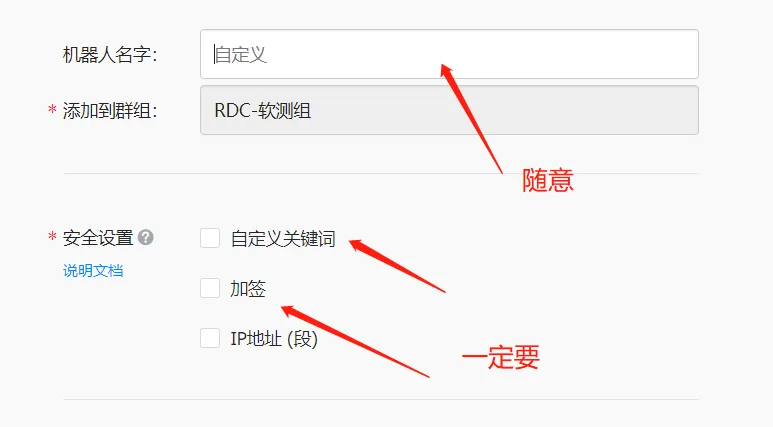 机器人名字： 自定义
* 添加到群组： RDC-软测组
随意
* 安全设置 ? 自定义关键词
说明文档
加签
IP地址 (段)
一定要